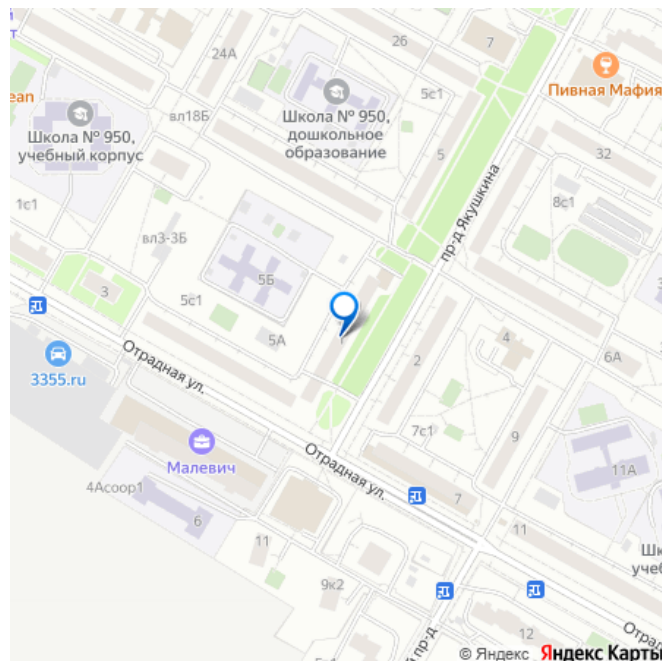 24А
26
7
5с1
Пивная Мафия
ean
вл18Б
Школа № 950,
дошкольное
образование
Школа № 950,
учебный корпус
5
32
1с1
8с1
пр-д Якушкина
вл3-3Б
5Б
3
5с1
5А
4
2
6А
3355.ru
Отрадная ул.
Малевич
7с1
9
11А
Отрадная ул.
4Асоор1
7
6
11
11
учеб
9к2
12
Отрадна
й пр-д.
© Яндекс Яндекс Карты